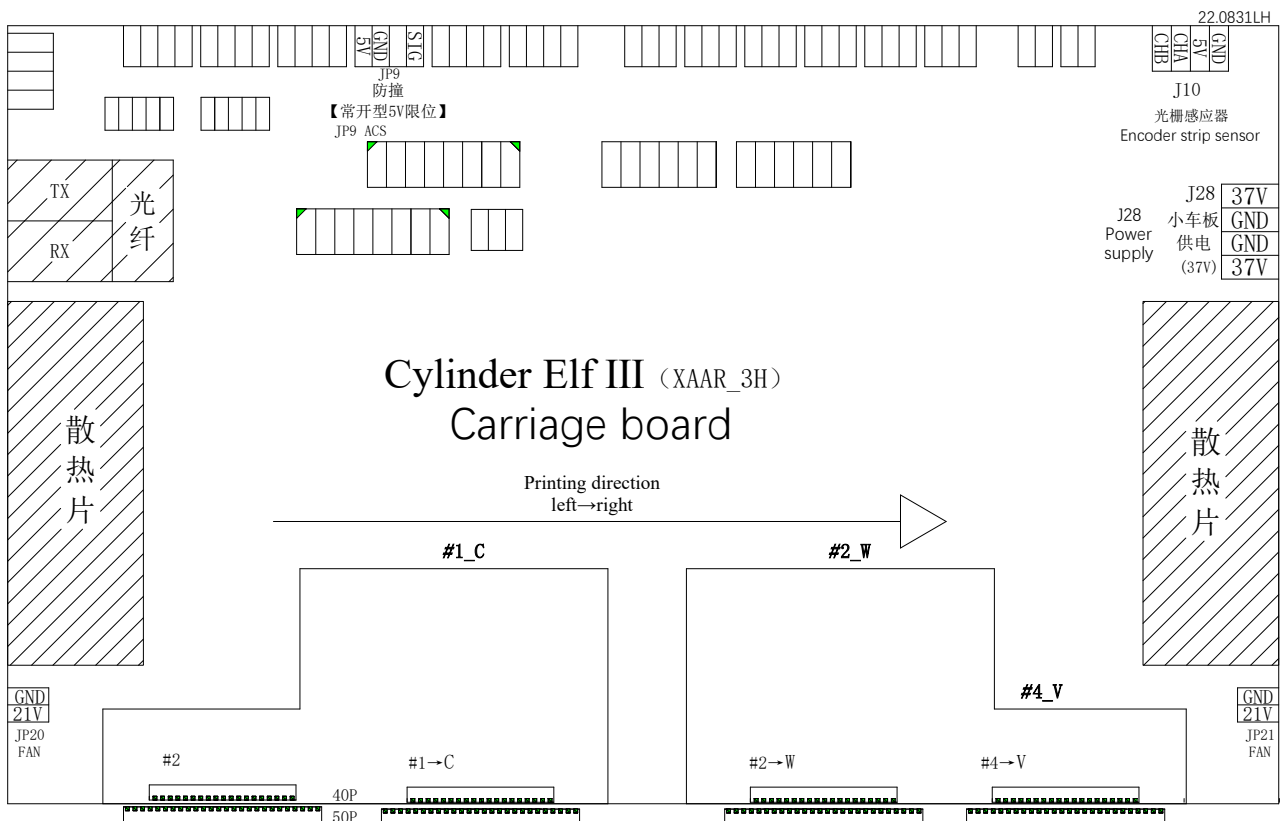 22.0831LH
5V
GND
SIG
CHB
CHA
5V
GND
JP9
防撞
【常开型5V限位】
JP9 ACS
J10
光栅感应器
Encoder strip sensor
TX
RX
光纤
J28
Power
supply
J28
小车板
供电
(37V)
37V
GND
GND
37V
散热片
散热片
Cylinder Elf III（XAAR_3H）
Carriage board
Printing direction
left→right
#1_C
#2_W
#4_V
GND
21V
JP20
FAN
GND
21V
JP21
FAN
#2
#1→C
#2→W
#4→V
40P
50P